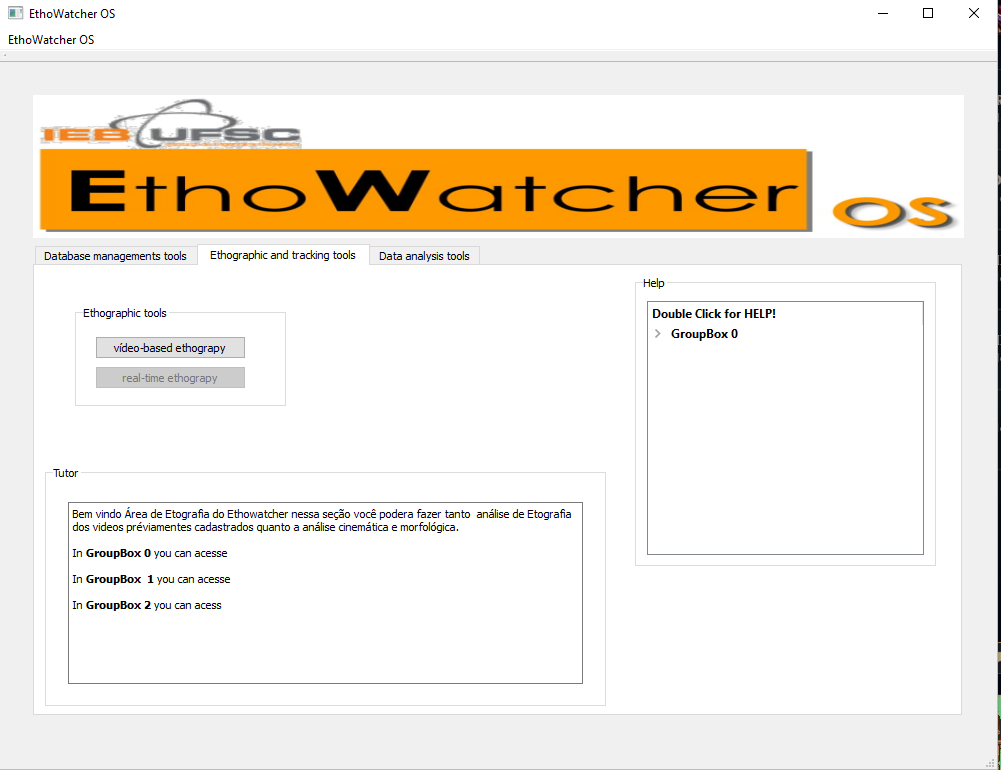 EthoWatcher OS
EthoWatcher OS
IEB UFSC
EthoWatcher OS
Database managements tools
Ethographic and tracking tools
Data analysis tools
Ethographic tools
vídeo-based ethograpy
real-time ethograpy
Help
Double Click for HELP!
GroupBox 0
Tutor
Bem vindo Área de Etografia do Ethowatcher nessa seção você podera fazer tanto  análise de Etografia
dos videos préviamentes cadastrados quanto a análise cinemática e morfológica.
In GroupBox 0 you can acesse
In GroupBox  1 you can acesse
In GroupBox 2 you can acess